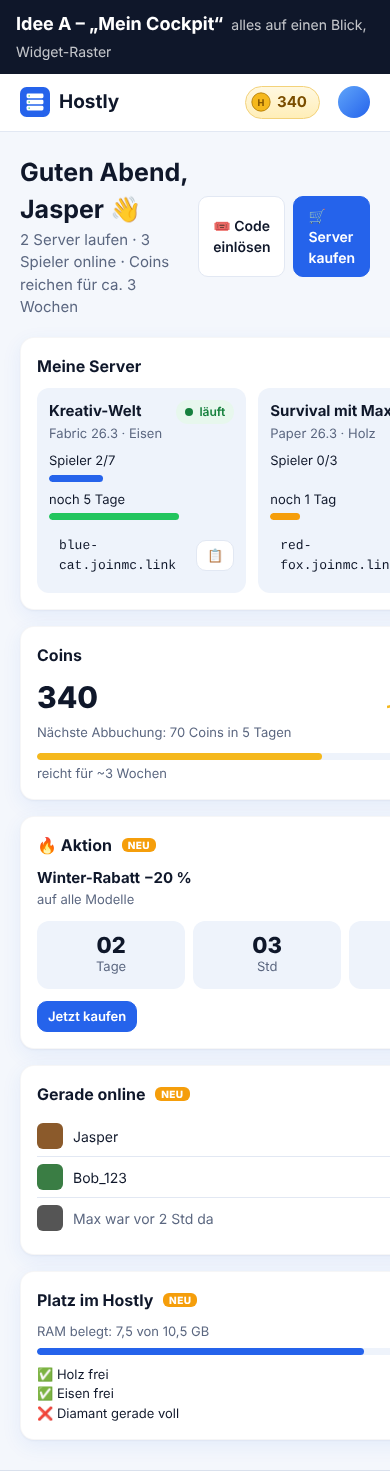 Idee A – „Mein Cockpit“ alles auf einen Blick,
Widget-Raster
Hostly
H 340
Guten Abend,
Jasper 👋
2 Server laufen · 3
Spieler online · Coins
reichen für ca. 3
Wochen
🎟️ Code
einlösen
🛒
Server
kaufen
Meine Server
Kreativ-Welt
läuft
Fabric 26.3 · Eisen
Spieler 2/7
noch 5 Tage
blue-
cat.joinmc.link
📋
Survival mit Max
Paper 26.3 · Holz
Spieler 0/3
noch 1 Tag
red-
fox.joinmc.lin
Coins
340
Nächste Abbuchung: 70 Coins in 5 Tagen
reicht für ~3 Wochen
🔥 Aktion NEU
Winter-Rabatt −20 %
auf alle Modelle
02
Tage
03
Std
Jetzt kaufen
Gerade online NEU
Jasper
Bob_123
Max war vor 2 Std da
Platz im Hostly NEU
RAM belegt: 7,5 von 10,5 GB
✅ Holz frei
✅ Eisen frei
❌ Diamant gerade voll